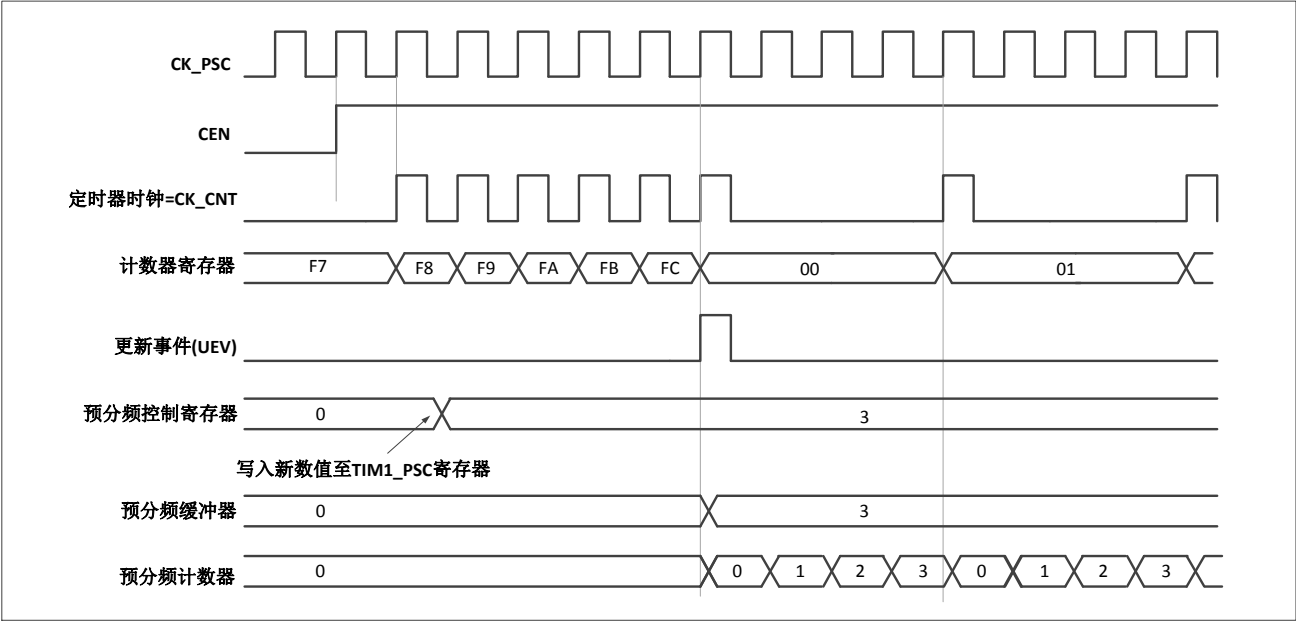 CK_PSC
CEN
定时器时钟=CK_CNT
计数器寄存器 F7 F8 F9 FA FB FC 00 01
更新事件(UEV)
预分频控制寄存器 0 3
写入新数值至TIM1_PSC寄存器
预分频缓冲器 0 3
预分频计数器 0 0 1 2 3 0 1 2 3